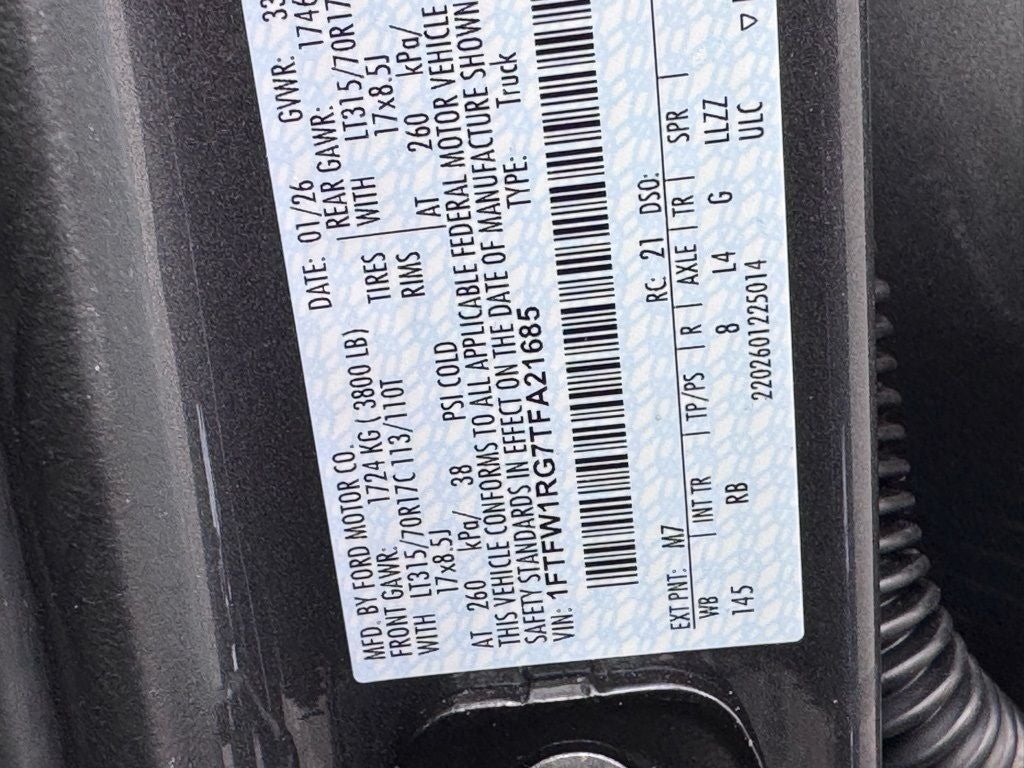 MFD. BY FORD MOTOR CO. DATE: 01/26 GVWR: 33
FRONT GAWR: 1724 KG ( 3800 LB) REAR GAWR: 1746
WITH LT315/70R17C 113/110T TIRES WITH LT315/70R17
17x8.5J RIMS 17x8.5J
AT 260 kPa/ 38 PSI COLD AT 260 kPa/
THIS VEHICLE CONFORMS TO ALL APPLICABLE FEDERAL MOTOR VEHICLE
SAFETY STANDARDS IN EFFECT ON THE DATE OF MANUFACTURE SHOWN
VIN: 1FTFW1RG7TFA21685 TYPE: Truck
EXT PNT: M7 RC: 21 DSO:
WB | INT TR | TP/PS | R | AXLE | TR | SPR |
145 RB 8 L4 G LLZZ
220260122​5014 ULC